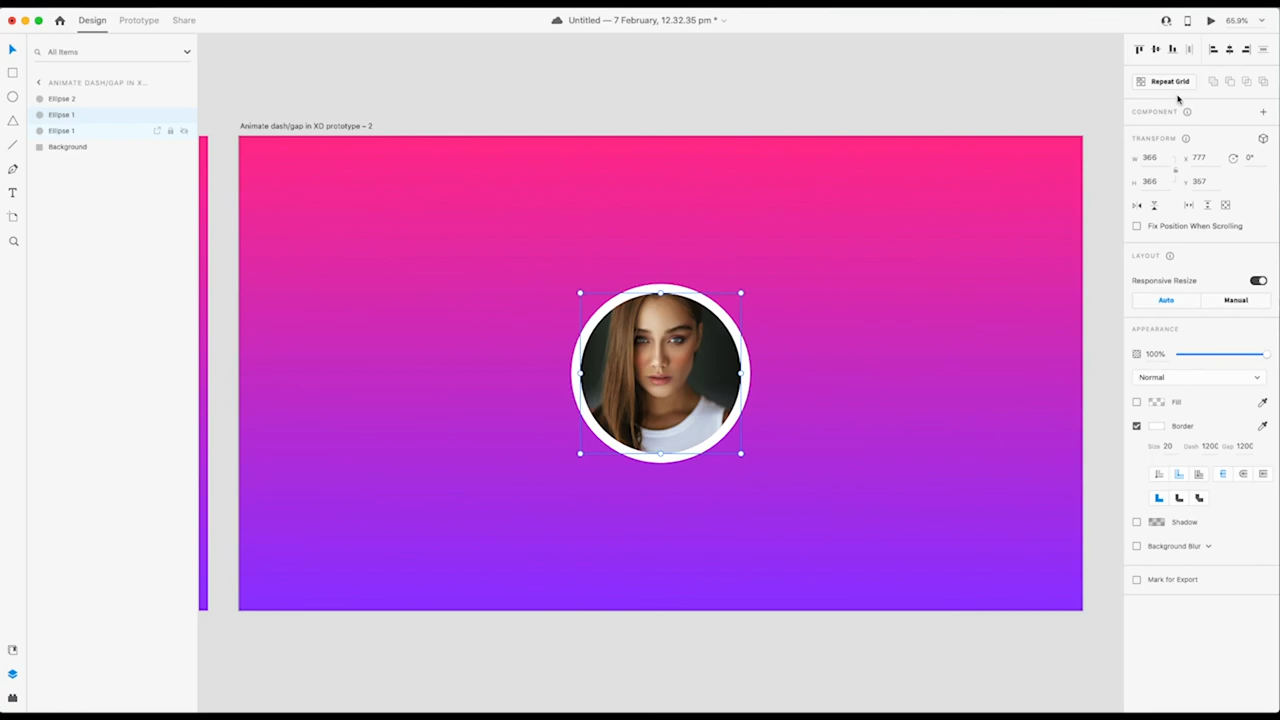 Design
Prototype
Share
Untitled — 7 February, 12.32.35 pm *
65.9%
All Items
ANIMATE DASH/GAP IN X...
Ellipse 2
Ellipse 1
Ellipse 1
Background
T
Animate dash/gap in XD prototype – 2
Repeat Grid
COMPONENT
TRANSFORM
W 366 X 777 0°
H 366 Y 357
Fix Position When Scrolling
LAYOUT
Responsive Resize
Auto Manual
APPEARANCE
100%
Normal
Fill
Border
Size 20 Dash 1200 Gap 1200
Shadow
Background Blur
Mark for Export